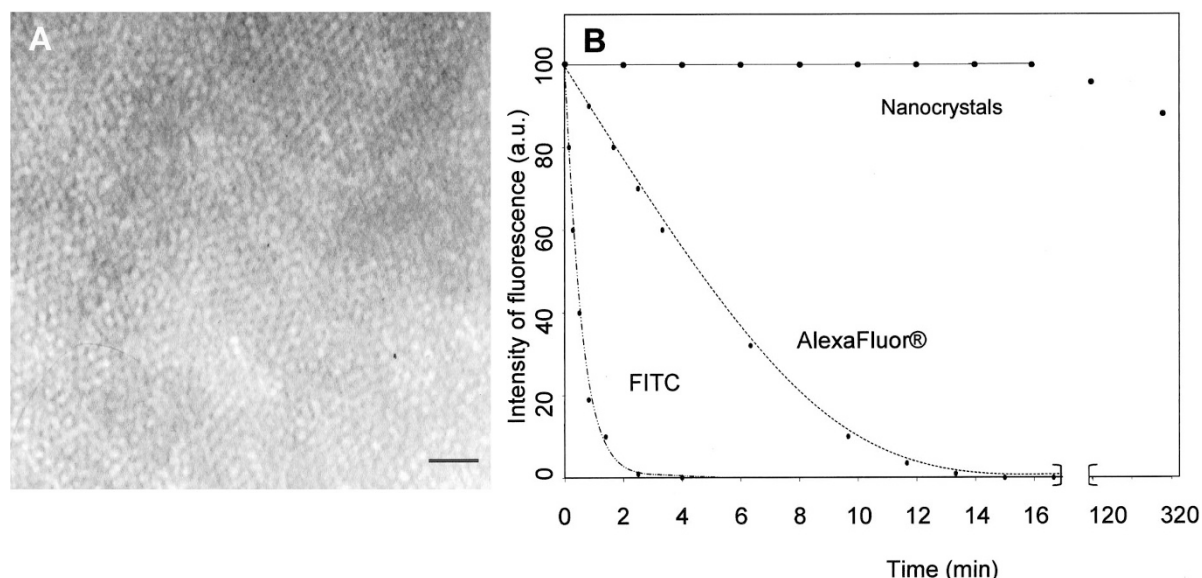 A
B
Intensity of fluorescence (a.u.)
100
80
60
40
20
0
Nanocrystals
AlexaFluor®
FITC
0 2 4 6 8 10 12 14 16 120 320
Time (min)